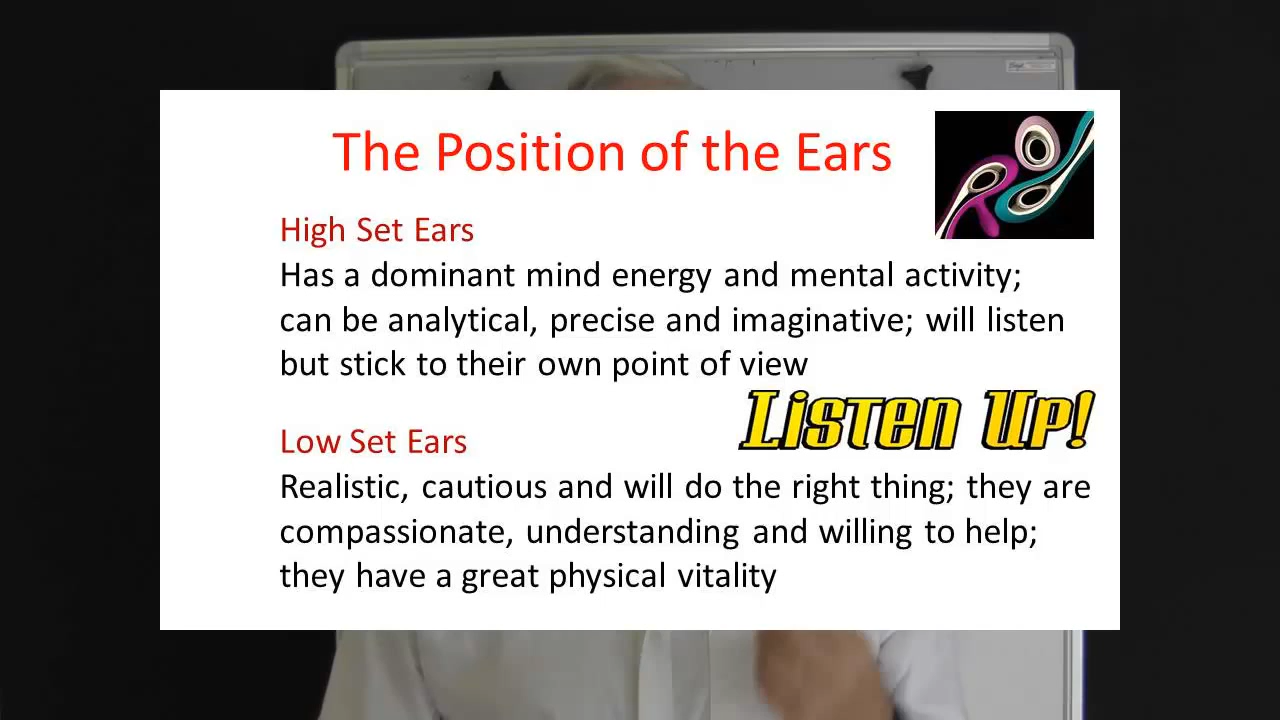 The Position of the Ears
High Set Ears
Has a dominant mind energy and mental activity;
can be analytical, precise and imaginative; will listen
but stick to their own point of view
Listen Up!
Low Set Ears
Realistic, cautious and will do the right thing; they are
compassionate, understanding and willing to help;
they have a great physical vitality